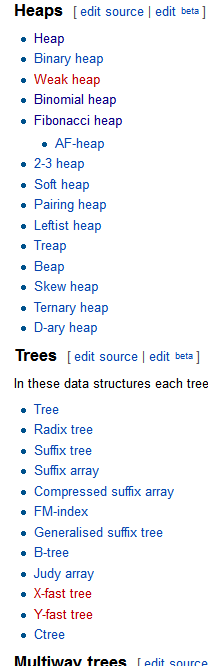 Heaps [ edit source | edit beta ]
Heap
Binary heap
Weak heap
Binomial heap
Fibonacci heap
AF-heap
2-3 heap
Soft heap
Pairing heap
Leftist heap
Treap
Beap
Skew heap
Ternary heap
D-ary heap
Trees [ edit source | edit beta ]
In these data structures each tree
Tree
Radix tree
Suffix tree
Suffix array
Compressed suffix array
FM-index
Generalised suffix tree
B-tree
Judy array
X-fast tree
Y-fast tree
Ctree
Multiway trees [ edit source